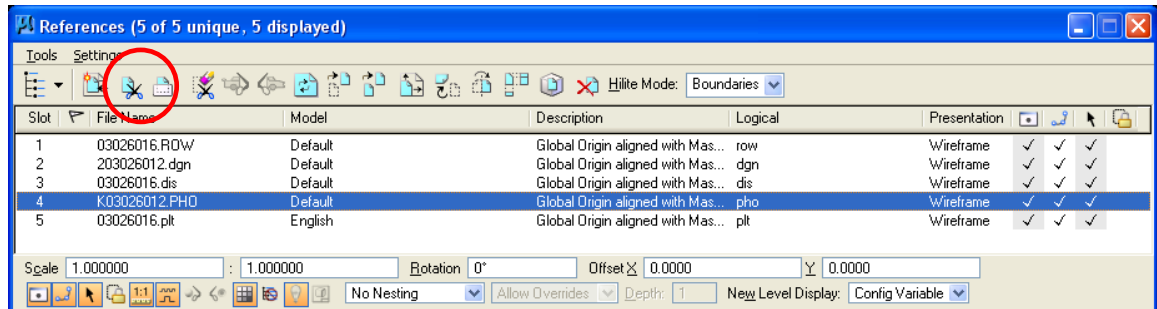 References (5 of 5 unique, 5 displayed)
Tools Settings
Hilite Mode: Boundaries
Slot File Name Model Description Logical Presentation
1 03026016.ROW Default Global Origin aligned with Mas... row Wireframe
2 203026012.dgn Default Global Origin aligned with Mas... dgn Wireframe
3 03026016.dis Default Global Origin aligned with Mas... dis Wireframe
4 K03026012.PHO Default Global Origin aligned with Mas... pho Wireframe
5 03026016.plt English Global Origin aligned with Mas... plt Wireframe
Scale 1.000000 : 1.000000 Rotation 0° Offset X 0.0000 Y 0.0000
1:1 No Nesting Allow Overrides Depth: 1 New Level Display: Config Variable